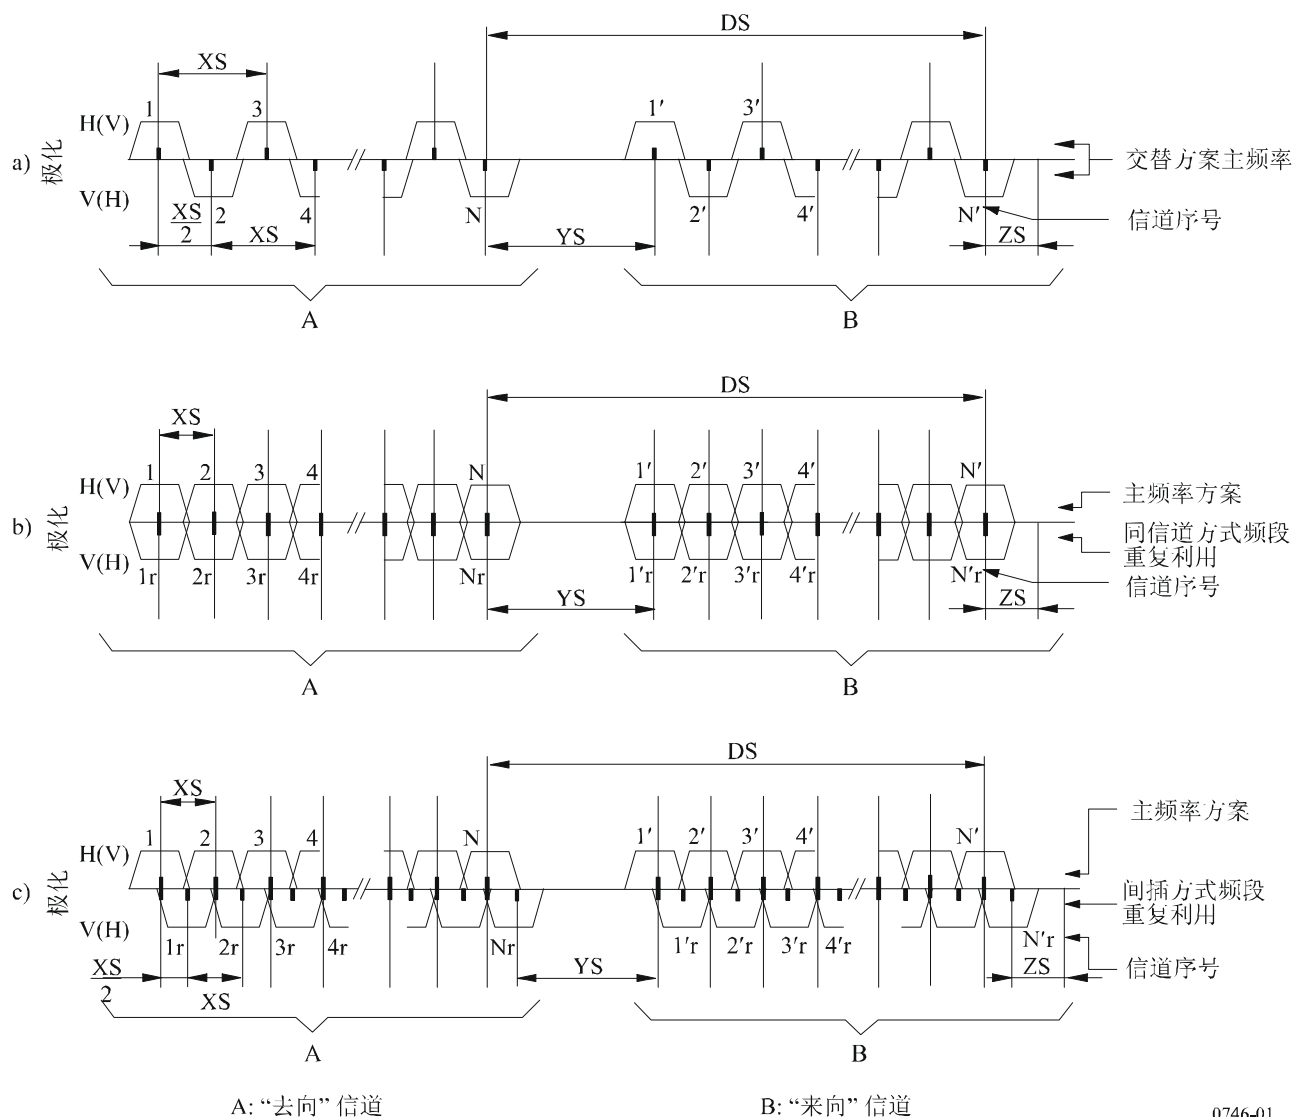 DS
XS
1 3 1′ 3′
H(V)
a) 极化
交替方案主频率
V(H)
XS/2 2 XS 4 N YS 2′ 4′ N′ ZS
信道序号
A B
DS
XS
1 2 3 4 N 1′ 2′ 3′ 4′ N′
H(V)
主频率方案
b) 极化
同信道方式频段
重复利用
V(H)
1r 2r 3r 4r Nr 1′r 2′r 3′r 4′r N′r
信道序号
YS ZS
A B
DS
XS
主频率方案
1 2 3 4 N 1′ 2′ 3′ 4′ N′
H(V)
c) 极化
间插方式频段
重复利用
V(H)
1r 2r 3r 4r Nr 1′r 2′r 3′r 4′r N′r
XS/2 XS YS ZS
信道序号
A B
A: “去向” 信道 B: “来向” 信道
0746-01